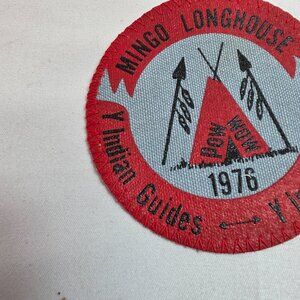 MINGO LONGHOUSE
POW
WOW
1976
Y Indian Guides
Y